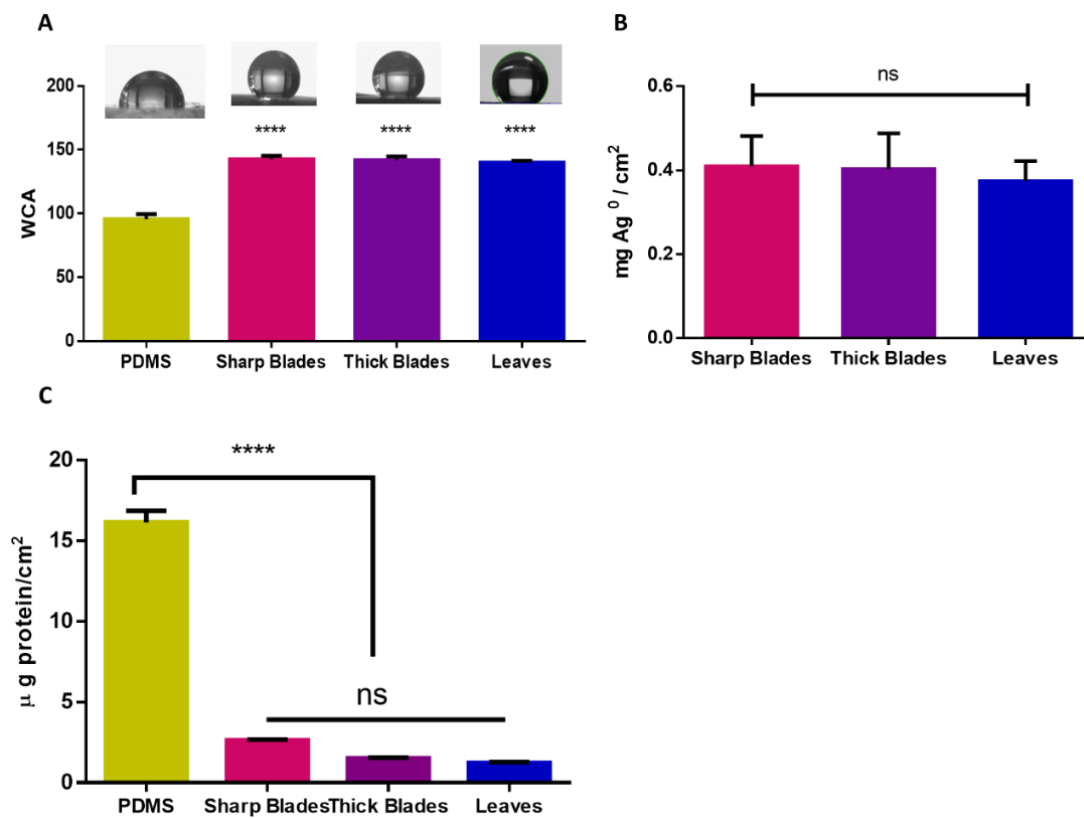 A
200
150
100
50
0
WCA
**** **** ****
PDMS Sharp Blades Thick Blades Leaves
B
0.6
0.4
0.2
0.0
mg Ag 0 / cm2
ns
Sharp Blades Thick Blades Leaves
C
20
15
10
5
0
μ g protein/cm2
****
ns
PDMS Sharp Blades Thick Blades Leaves